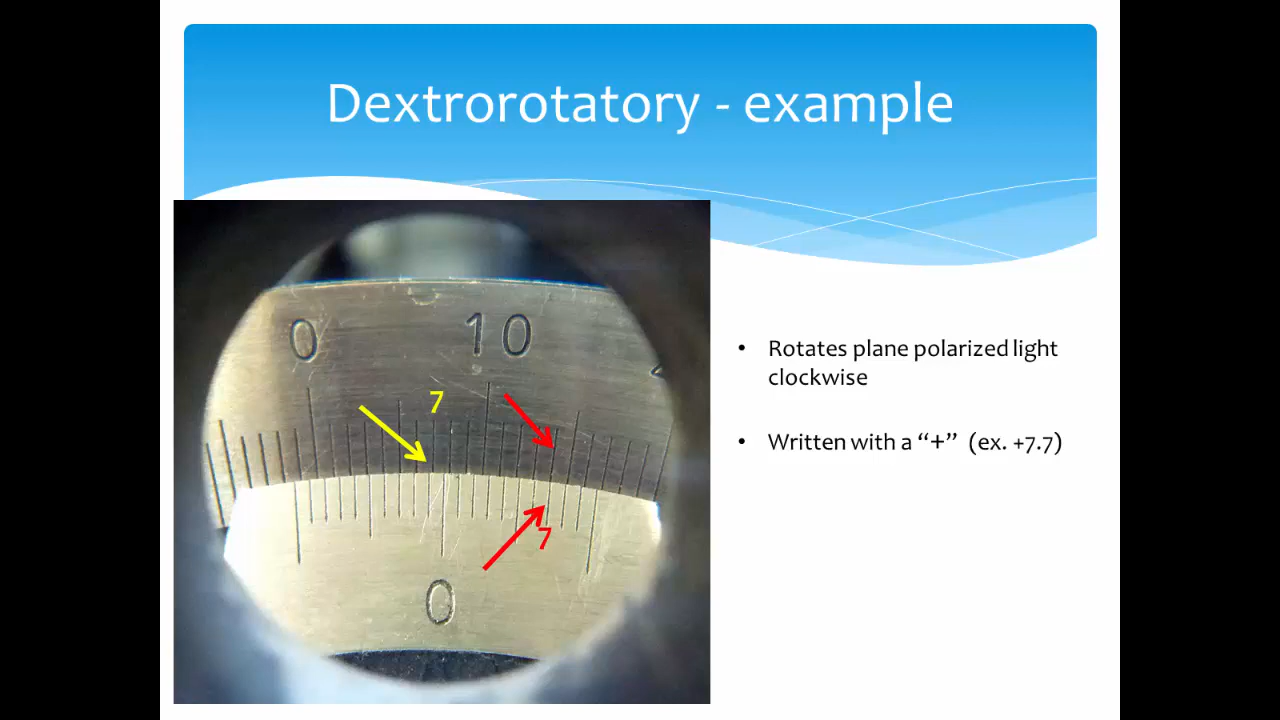 Dextrorotatory - example
0 10
7
7
0
• Rotates plane polarized light
clockwise
• Written with a “+” (ex. +7.7)